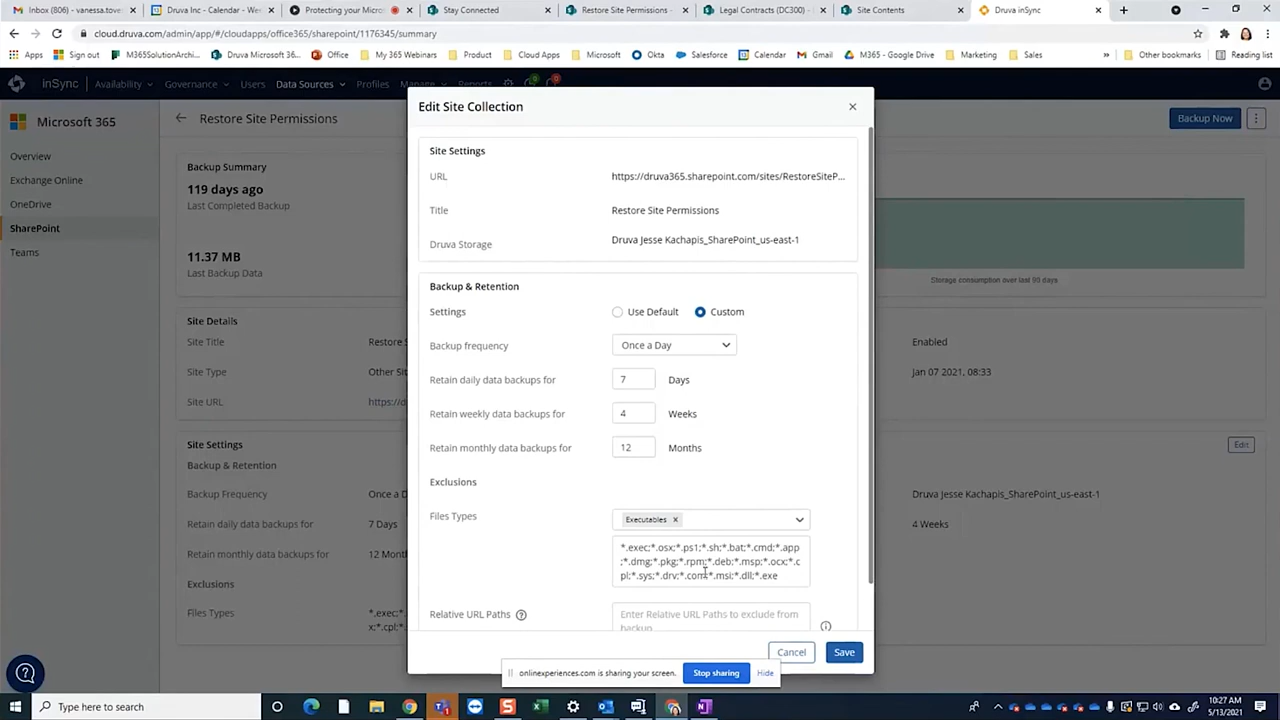 Inbox (806) - vanessa.tove
Druva Inc - Calendar - We
Protecting your Micros
Stay Connected
Restore Site Permissions -
Legal Contracts (DC300) -
Site Contents
Druva inSync
cloud.druva.com/admin/app/#/cloudapps/office365/sharepoint/1176345/summary
Apps
Sign out
M365SolutionArchi...
Druva Microsoft 36...
Office
My 365 Webinars
Product
Cloud Apps
Microsoft
Okta
Salesforce
Calendar
Gmail
M365 - Google Drive
Marketing
Sales
Other bookmarks
Reading list
inSync
Availability
Governance
Users
Data Sources
Profiles
Manage
Reports
0
0
Microsoft 365
Overview
Exchange Online
OneDrive
SharePoint
Teams
Restore Site Permissions
Backup Now
Backup Summary
119 days ago
Last Completed Backup
11.37 MB
Last Backup Data
Storage consumption over last 90 days
Site Details
Site Title
Restore S
Enabled
Site Type
Other Sit
Jan 07 2021, 08:33
Site URL
https://d
Site Settings
Edit
Backup & Retention
Backup Frequency
Once a D
Druva Jesse Kachapis_SharePoint_us-east-1
Retain daily data backups for
7 Days
4 Weeks
Retain monthly data backups for
12 Month
Exclusions
Files Types
*.exec;*.
x;*.cpl;*.
Edit Site Collection
Site Settings
URL
https://druva365.sharepoint.com/sites/RestoreSiteP...
Title
Restore Site Permissions
Druva Storage
Druva Jesse Kachapis_SharePoint_us-east-1
Backup & Retention
Settings
Use Default
Custom
Backup frequency
Once a Day
Retain daily data backups for
7
Days
Retain weekly data backups for
4
Weeks
Retain monthly data backups for
12
Months
Exclusions
Files Types
Executables
*.exec;*.osx;*.ps1;*.sh;*.bat;*.cmd;*.app
;*.dmg;*.pkg;*.rpm;*.deb;*.msp;*.ocx;*.c
pl;*.sys;*.drv;*.com;*.msi;*.dll;*.exe
Relative URL Paths
Enter Relative URL Paths to exclude from
backup
Cancel
Save
onlinexperiences.com is sharing your screen.
Stop sharing
Hide
Type here to search
10:27 AM
5/13/2021